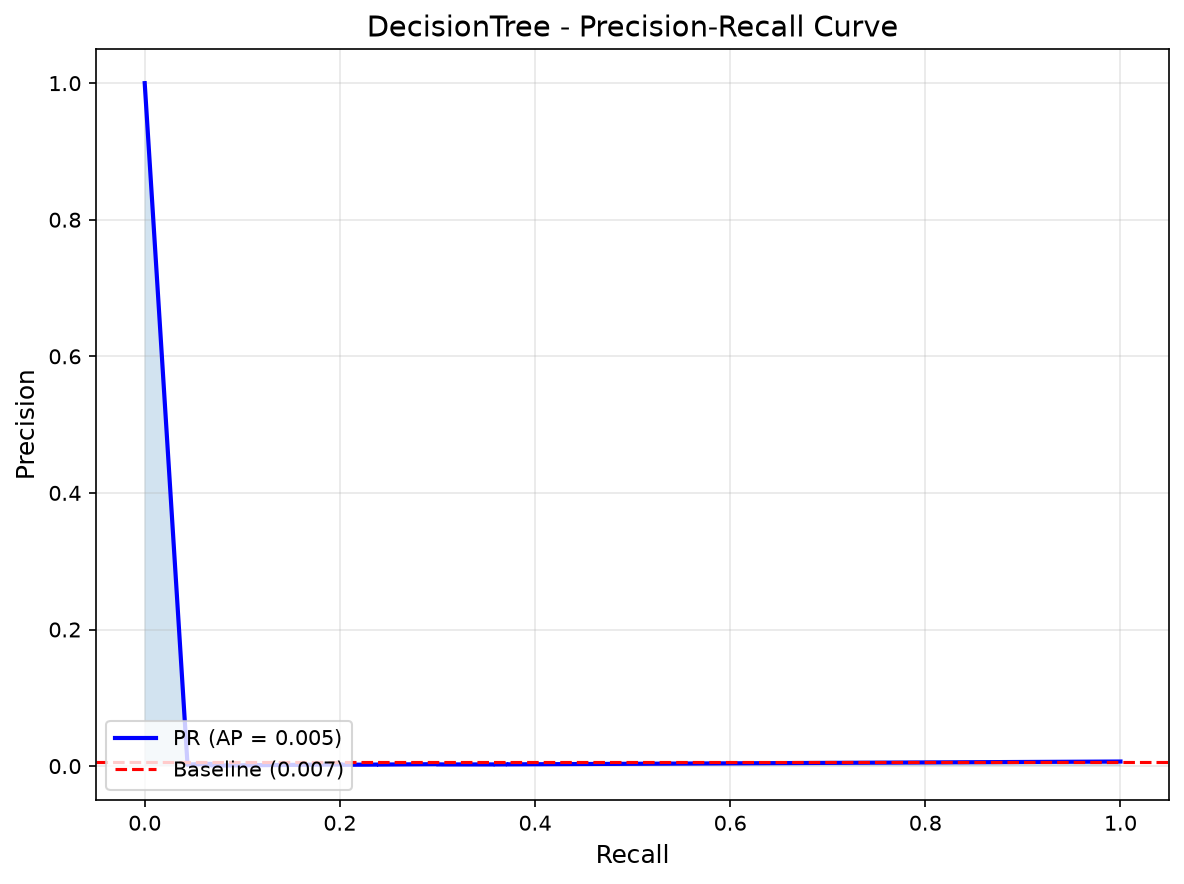 DecisionTree - Precision-Recall Curve
Precision
1.0
0.8
0.6
0.4
0.2
0.0
PR (AP = 0.005)
Baseline (0.007)
0.0 0.2 0.4 0.6 0.8 1.0
Recall